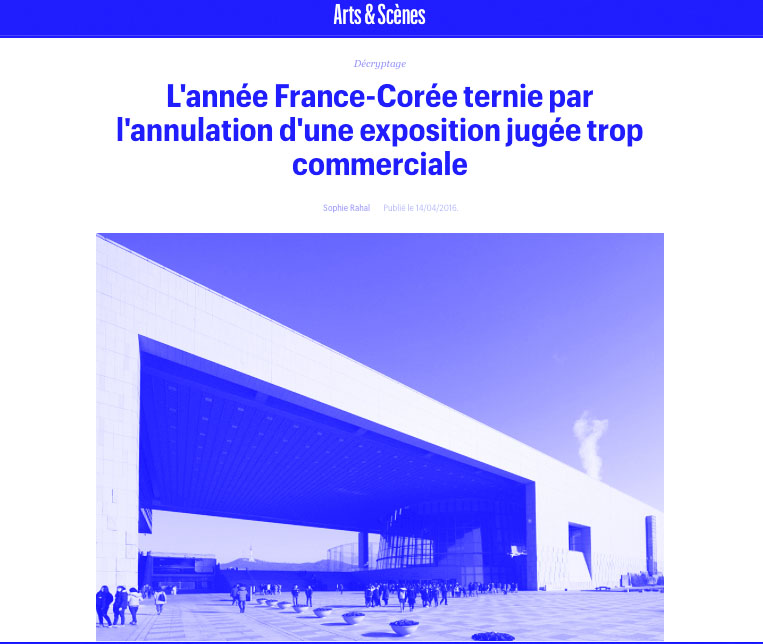 Arts & Scènes
Décryptage
L'année France-Corée ternie par
l'annulation d'une exposition jugée trop
commerciale
Sophie Rahal Publié le 14/04/2016.